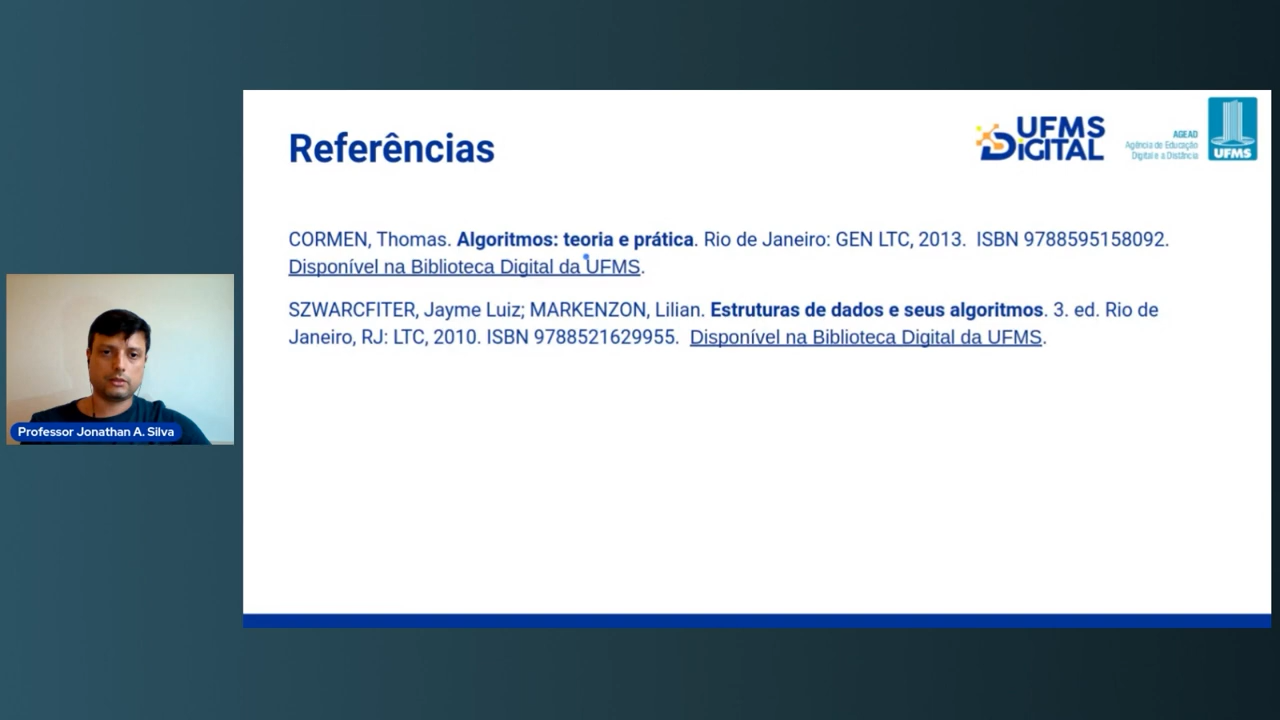 Referências
UFMS
DIGITAL
AGEAD
Agência de Educação
Digital e a Distância
UFMS
CORMEN, Thomas. Algoritmos: teoria e prática. Rio de Janeiro: GEN LTC, 2013. ISBN 9788595158092.
Disponível na Biblioteca Digital da UFMS.
SZWARCFITER, Jayme Luiz; MARKENZON, Lilian. Estruturas de dados e seus algoritmos. 3. ed. Rio de
Janeiro, RJ: LTC, 2010. ISBN 9788521629955. Disponível na Biblioteca Digital da UFMS.
Professor Jonathan A. Silva